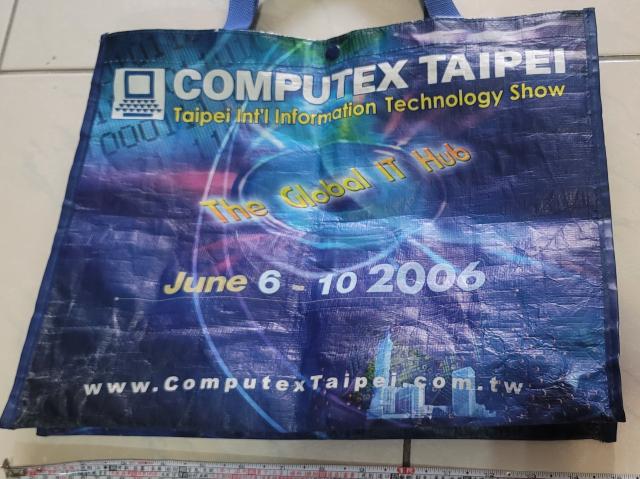 COMPUTEX TAIPEI
Taipei Int'l Information Technology Show
The Global IT Hub
June 6 - 10 2006
www.ComputexTaipei.com.tw